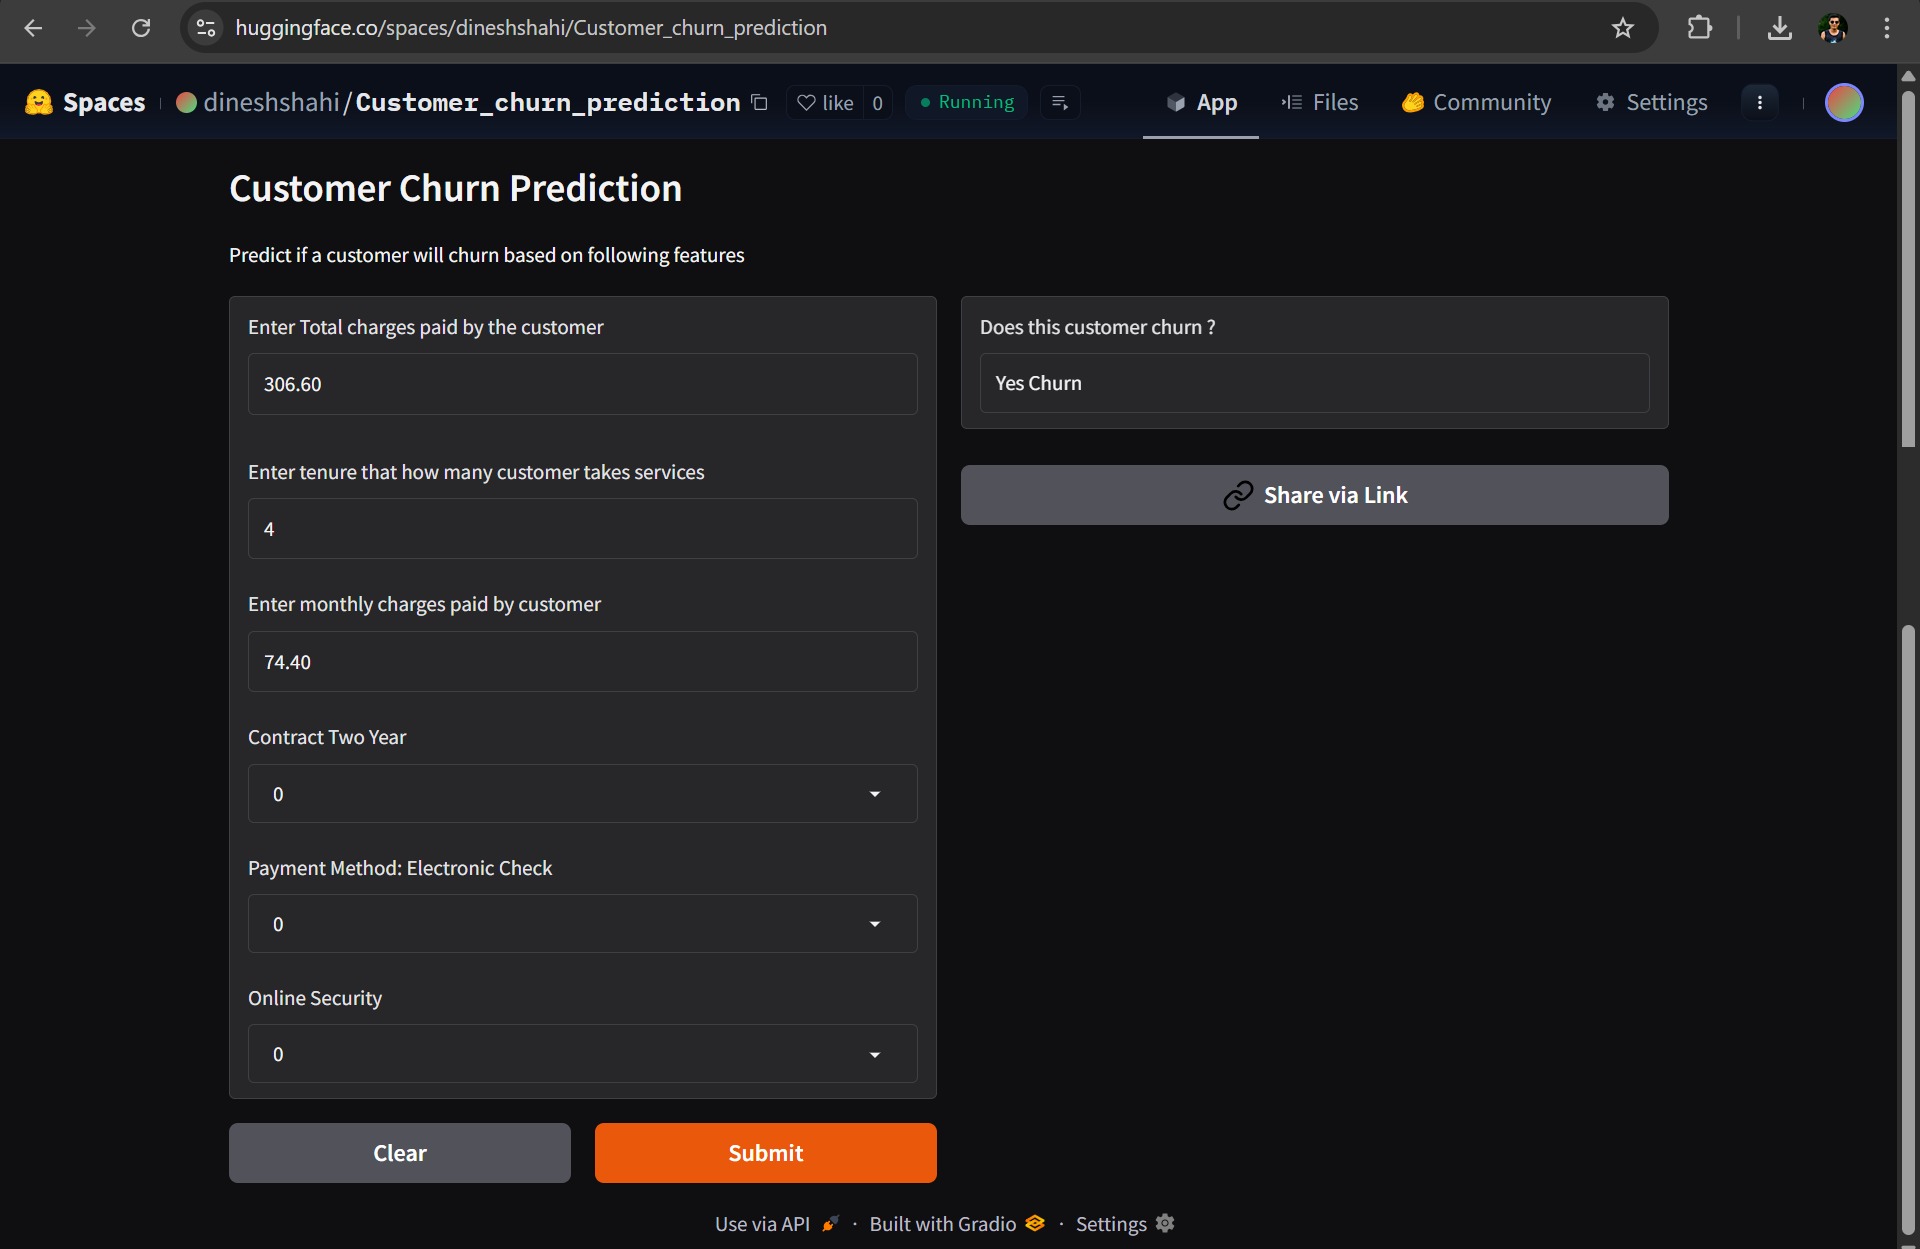 huggingface.co/spaces/dineshshahi/Customer_churn_prediction
Spaces dineshshahi/Customer_churn_prediction like 0 Running App Files Community Settings
Customer Churn Prediction
Predict if a customer will churn based on following features
Enter Total charges paid by the customer
306.60
Enter tenure that how many customer takes services
4
Enter monthly charges paid by customer
74.40
Contract Two Year
0
Payment Method: Electronic Check
0
Online Security
0
Clear Submit
Does this customer churn ?
Yes Churn
Share via Link
Use via API · Built with Gradio · Settings